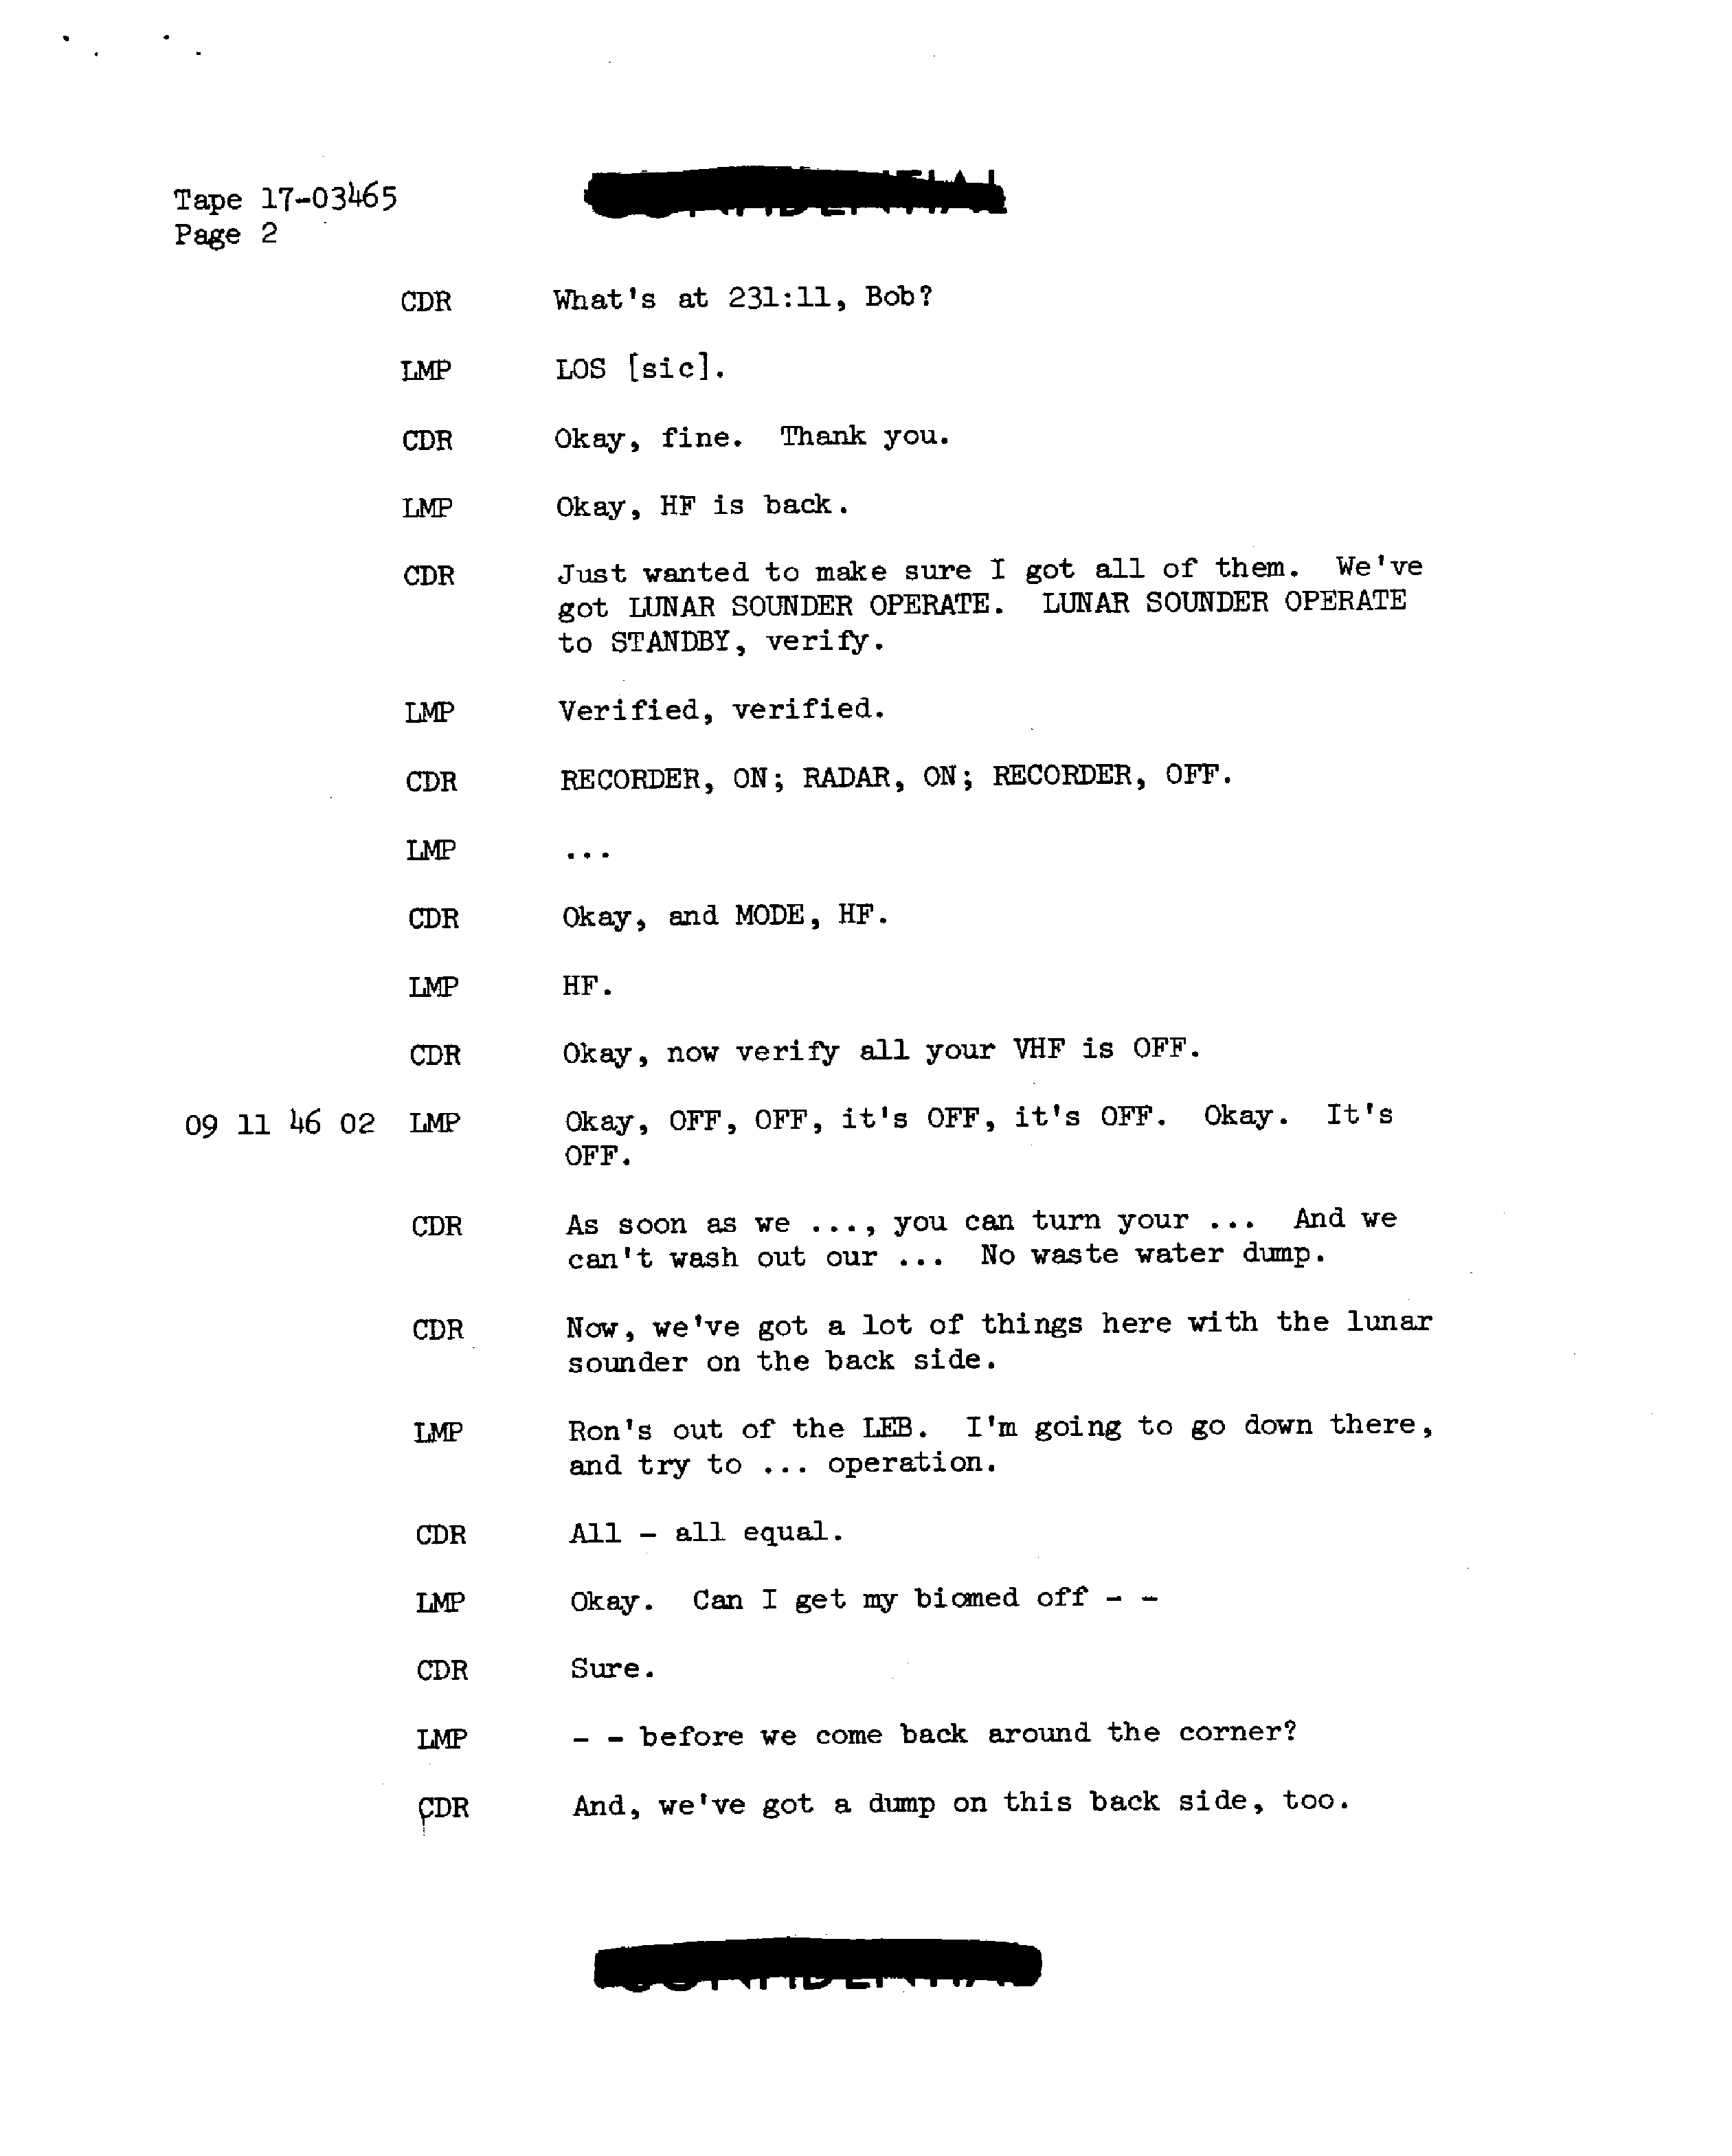 Tape 17-03465
Page 2
CONFIDENTIAL
CDR What's at 231:11, Bob?
LMP LOS [sic].
CDR Okay, fine. Thank you.
LMP Okay, HF is back.
CDR Just wanted to make sure I got all of them. We've
got LUNAR SOUNDER OPERATE. LUNAR SOUNDER OPERATE
to STANDBY, verify.
LMP Verified, verified.
CDR RECORDER, ON; RADAR, ON; RECORDER, OFF.
LMP ...
CDR Okay, and MODE, HF.
LMP HF.
CDR Okay, now verify all your VHF is OFF.
09 11 46 02 LMP Okay, OFF, OFF, it's OFF, it's OFF. Okay. It's
OFF.
CDR As soon as we ..., you can turn your ... And we
can't wash out our ... No waste water dump.
CDR Now, we've got a lot of things here with the lunar
sounder on the back side.
LMP Ron's out of the LEB. I'm going to go down there,
and try to ... operation.
CDR All - all equal.
LMP Okay. Can I get my biomed off - -
CDR Sure.
LMP - - before we come back around the corner?
CDR And, we've got a dump on this back side, too.
CONFIDENTIAL